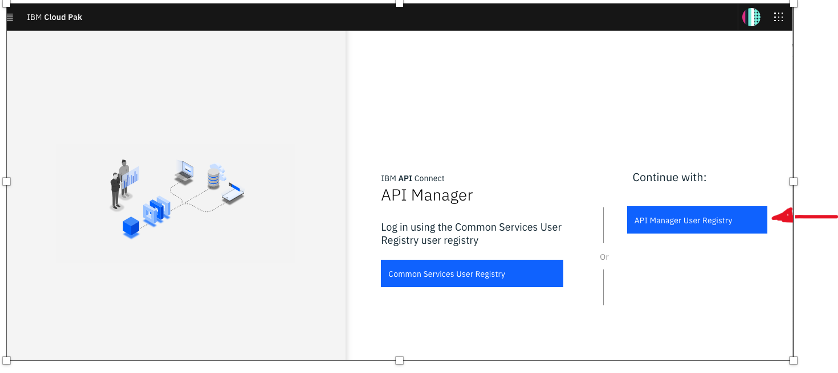 IBM Cloud Pak
IBM API Connect
API Manager
Log in using the Common Services User
Registry user registry
Common Services User Registry
Or
Continue with:
API Manager User Registry